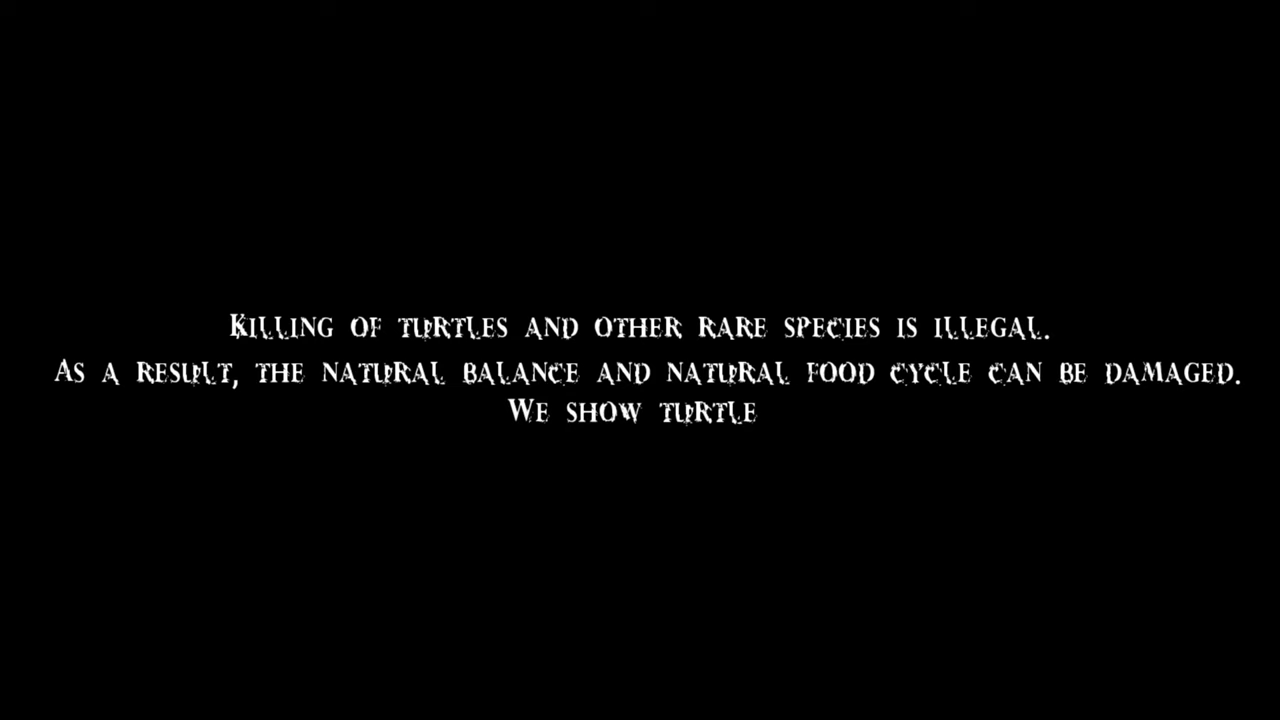 Killing of turtles and other rare species is illegal.
As a result, the natural balance and natural food cycle can be damaged.
We show turtle